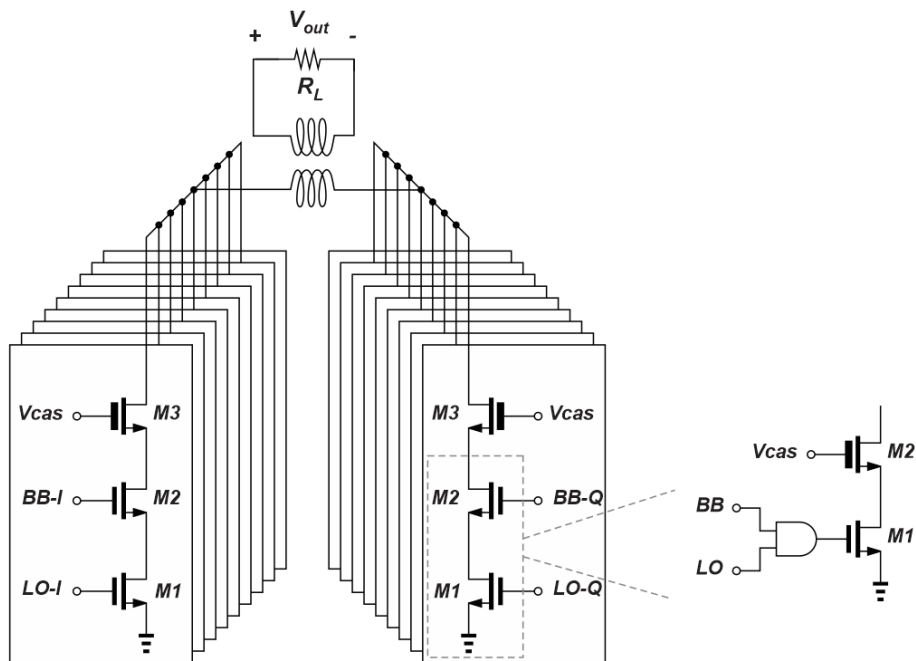 Vout
+ -
RL
Vcas M3 M3 Vcas
BB-I M2 M2 BB-Q
LO-I M1 M1 LO-Q
Vcas M2
BB
M1
LO